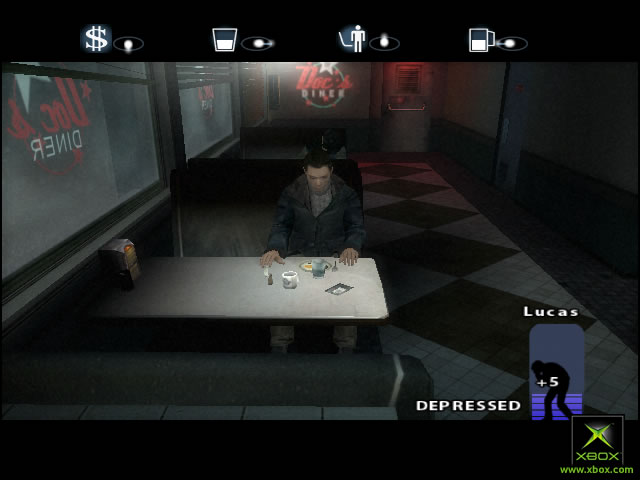 $
Doc's
DINER
Doc's
DINER
Lucas
+5
DEPRESSED
XBOX
www.xbox.com